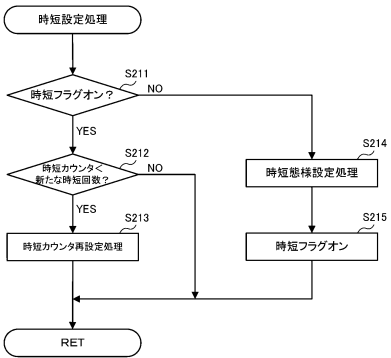 時短設定処理
S211
時短フラグオン？
NO
YES
S212
時短カウンタ<
新たな時短回数？
NO
YES
S213
時短カウンタ再設定処理
S214
時短態様設定処理
S215
時短フラグオン
RET